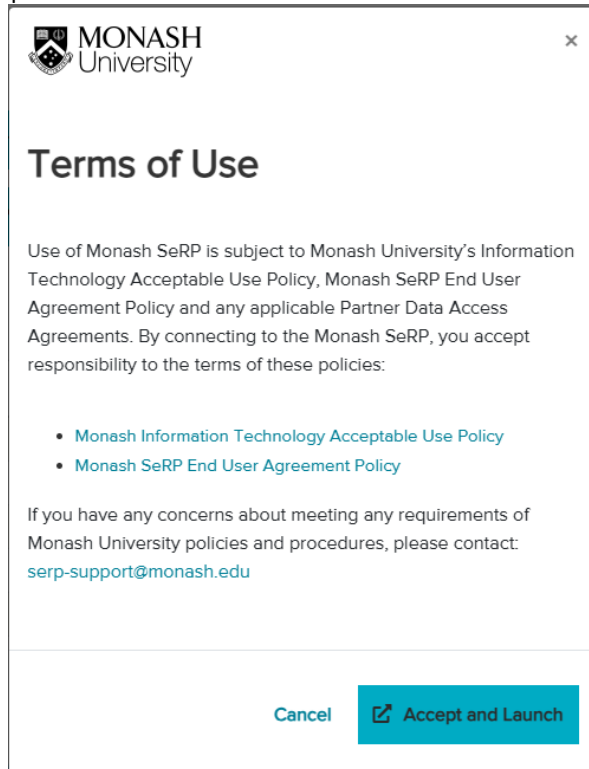 MONASH
University
×
Terms of Use
Use of Monash SeRP is subject to Monash University's Information
Technology Acceptable Use Policy, Monash SeRP End User
Agreement Policy and any applicable Partner Data Access
Agreements. By connecting to the Monash SeRP, you accept
responsibility to the terms of these policies:
• Monash Information Technology Acceptable Use Policy
• Monash SeRP End User Agreement Policy
If you have any concerns about meeting any requirements of
Monash University policies and procedures, please contact:
serp-support@monash.edu
Cancel
Accept and Launch